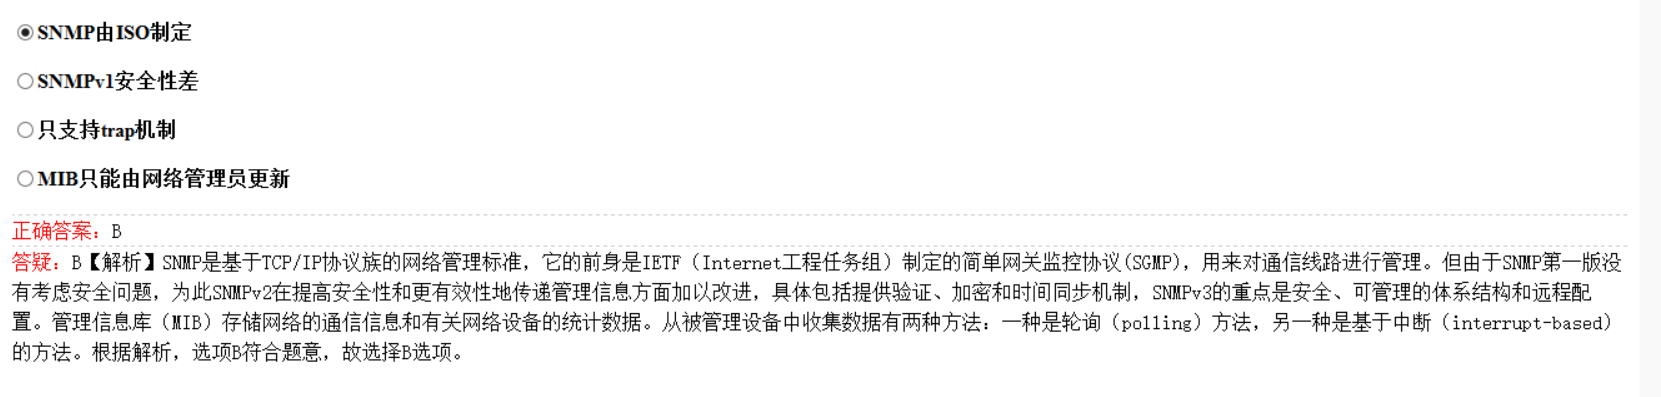 SNMP由ISO制定
SNMPv1安全性差
只支持trap机制
MIB只能由网络管理员更新
正确答案：B
答疑：B【解析】SNMP是基于TCP/IP协议族的网络管理标准，它的前身是IETF（Internet工程任务组）制定的简单网关监控协议(SGMP)，用来对通信线路进行管理。但由于SNMP第一版没
有考虑安全问题，为此SNMPv2在提高安全性和更有效性地传递管理信息方面加以改进，具体包括提供验证、加密和时间同步机制，SNMPv3的重点是安全、可管理的体系结构和远程配
置。管理信息库（MIB）存储网络的通信信息和有关网络设备的统计数据。从被管理设备中收集数据有两种方法：一种是轮询（polling）方法，另一种是基于中断（interrupt-based）
的方法。根据解析，选项B符合题意，故选择B选项。